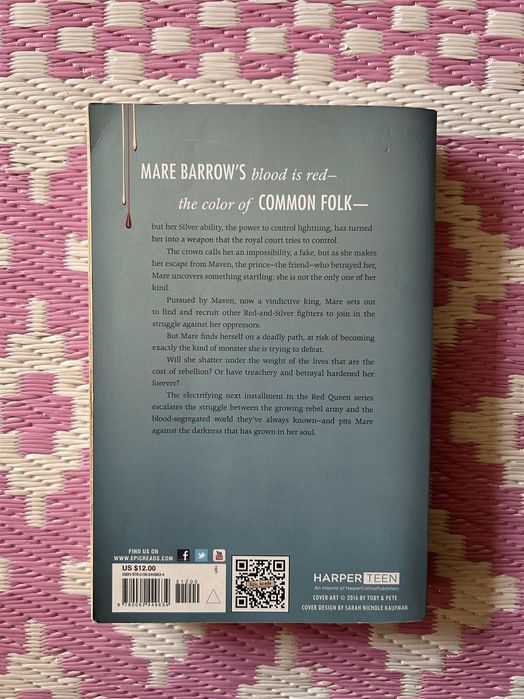 MARE BARROW'S blood is red—
the color of COMMON FOLK—
but her Silver ability, the power to control lightning, has turned
her into a weapon that the royal court tries to control.
The crown calls her an impossibility, a fake, but as she makes
her escape from Maven, the prince—the friend—who betrayed her,
Mare uncovers something startling: she is not the only one of her
kind.
Pursued by Maven, now a vindictive king, Mare sets out
to find and recruit other Red-and-Silver fighters to join in the
struggle against her oppressors.
But Mare finds herself on a deadly path, at risk of becoming
exactly the kind of monster she is trying to defeat.
Will she shatter under the weight of the lives that are the
cost of rebellion? Or have treachery and betrayal hardened her
forever?
The electrifying next installment in the Red Queen series
escalates the struggle between the growing rebel army and the
blood-segregated world they've always known—and pits Mare
against the darkness that has grown in her soul.
FIND US ON
WWW.EPICREADS.COM
US $12.00
ISBN 978-0-06-244963-4
51200
9 780062 449634
HARPER TEEN
An Imprint of HarperCollinsPublishers
COVER ART © 2016 BY TOBY & PETE
COVER DESIGN BY SARAH NICHOLE KAUFMAN